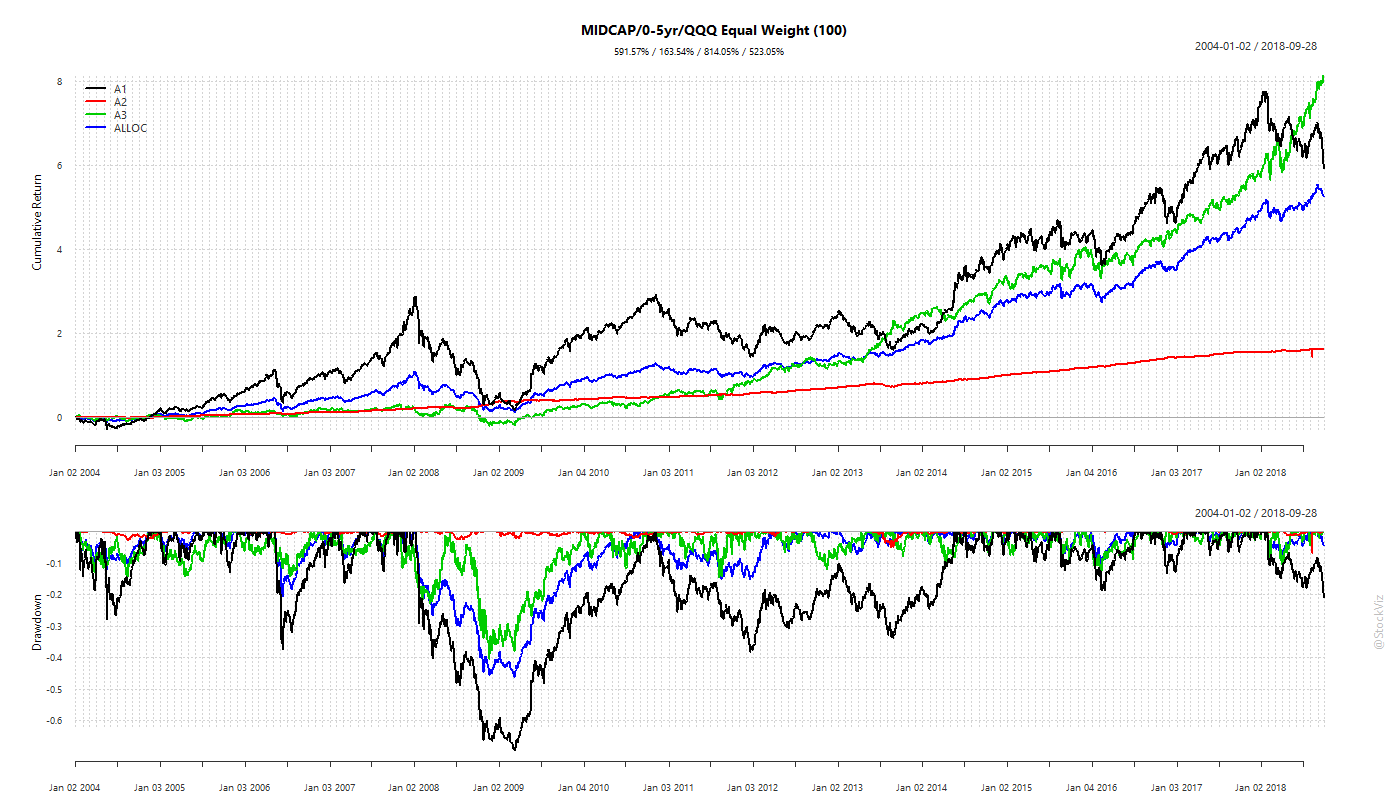 MIDCAP/0-5yr/QQQ Equal Weight (100)
591.57% / 163.54% / 814.05% / 523.05%
2004-01-02 / 2018-09-28
A1
A2
A3
ALLOC
Cumulative Return
8
6
4
2
0
Jan 02 2004 Jan 03 2005 Jan 03 2006 Jan 03 2007 Jan 02 2008 Jan 02 2009 Jan 04 2010 Jan 03 2011 Jan 03 2012 Jan 02 2013 Jan 02 2014 Jan 02 2015 Jan 04 2016 Jan 03 2017 Jan 02 2018
2004-01-02 / 2018-09-28
Drawdown
-0.1
-0.2
-0.3
-0.4
-0.5
-0.6
Jan 02 2004 Jan 03 2005 Jan 03 2006 Jan 03 2007 Jan 02 2008 Jan 02 2009 Jan 04 2010 Jan 03 2011 Jan 03 2012 Jan 02 2013 Jan 02 2014 Jan 02 2015 Jan 04 2016 Jan 03 2017 Jan 02 2018
@StockViz